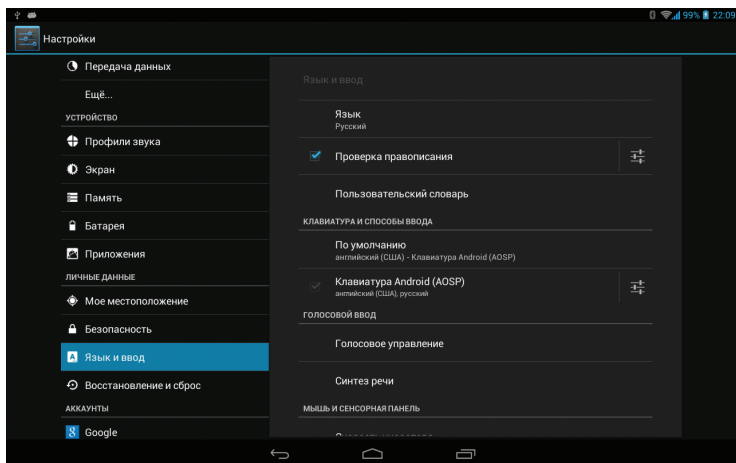 99% 22:09
Настройки
Передача данных
Ещё...
УСТРОЙСТВО
Профили звука
Экран
Память
Батарея
Приложения
ЛИЧНЫЕ ДАННЫЕ
Мое местоположение
Безопасность
A Язык и ввод
Восстановление и сброс
АККАУНТЫ
8 Google
Язык и ввод
Язык
Русский
Проверка правописания
Пользовательский словарь
КЛАВИАТУРА И СПОСОБЫ ВВОДА
По умолчанию
английский (США) - Клавиатура Android (AOSP)
Клавиатура Android (AOSP)
английский (США), русский
ГОЛОСОВОЙ ВВОД
Голосовое управление
Синтез речи
МЫШЬ И СЕНСОРНАЯ ПАНЕЛЬ